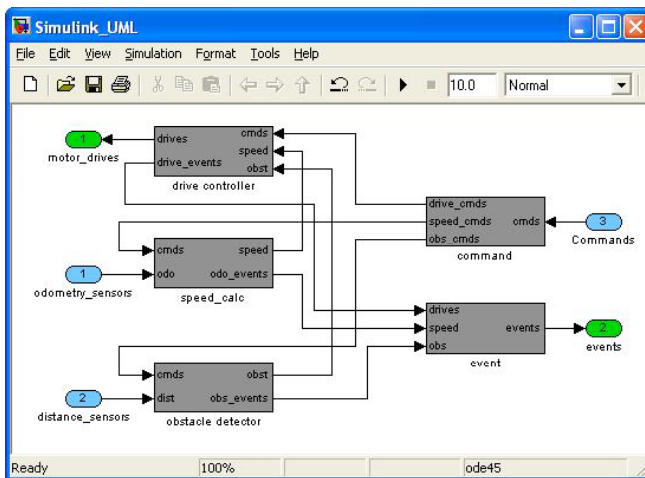 Simulink_UML
File Edit View Simulation Format Tools Help
10.0 Normal
1
motor_drives
drives
drive_events
cmds
speed
obst
drive controller
drive_cmds
speed_cmds
obs_cmds
cmds
command
3
Commands
1
odometry_sensors
cmds
odo
speed
odo_events
speed_calc
drives
speed
obs
events
event
2
events
2
distance_sensors
cmds
dist
obst
obs_events
obstacle detector
Ready 100% ode45